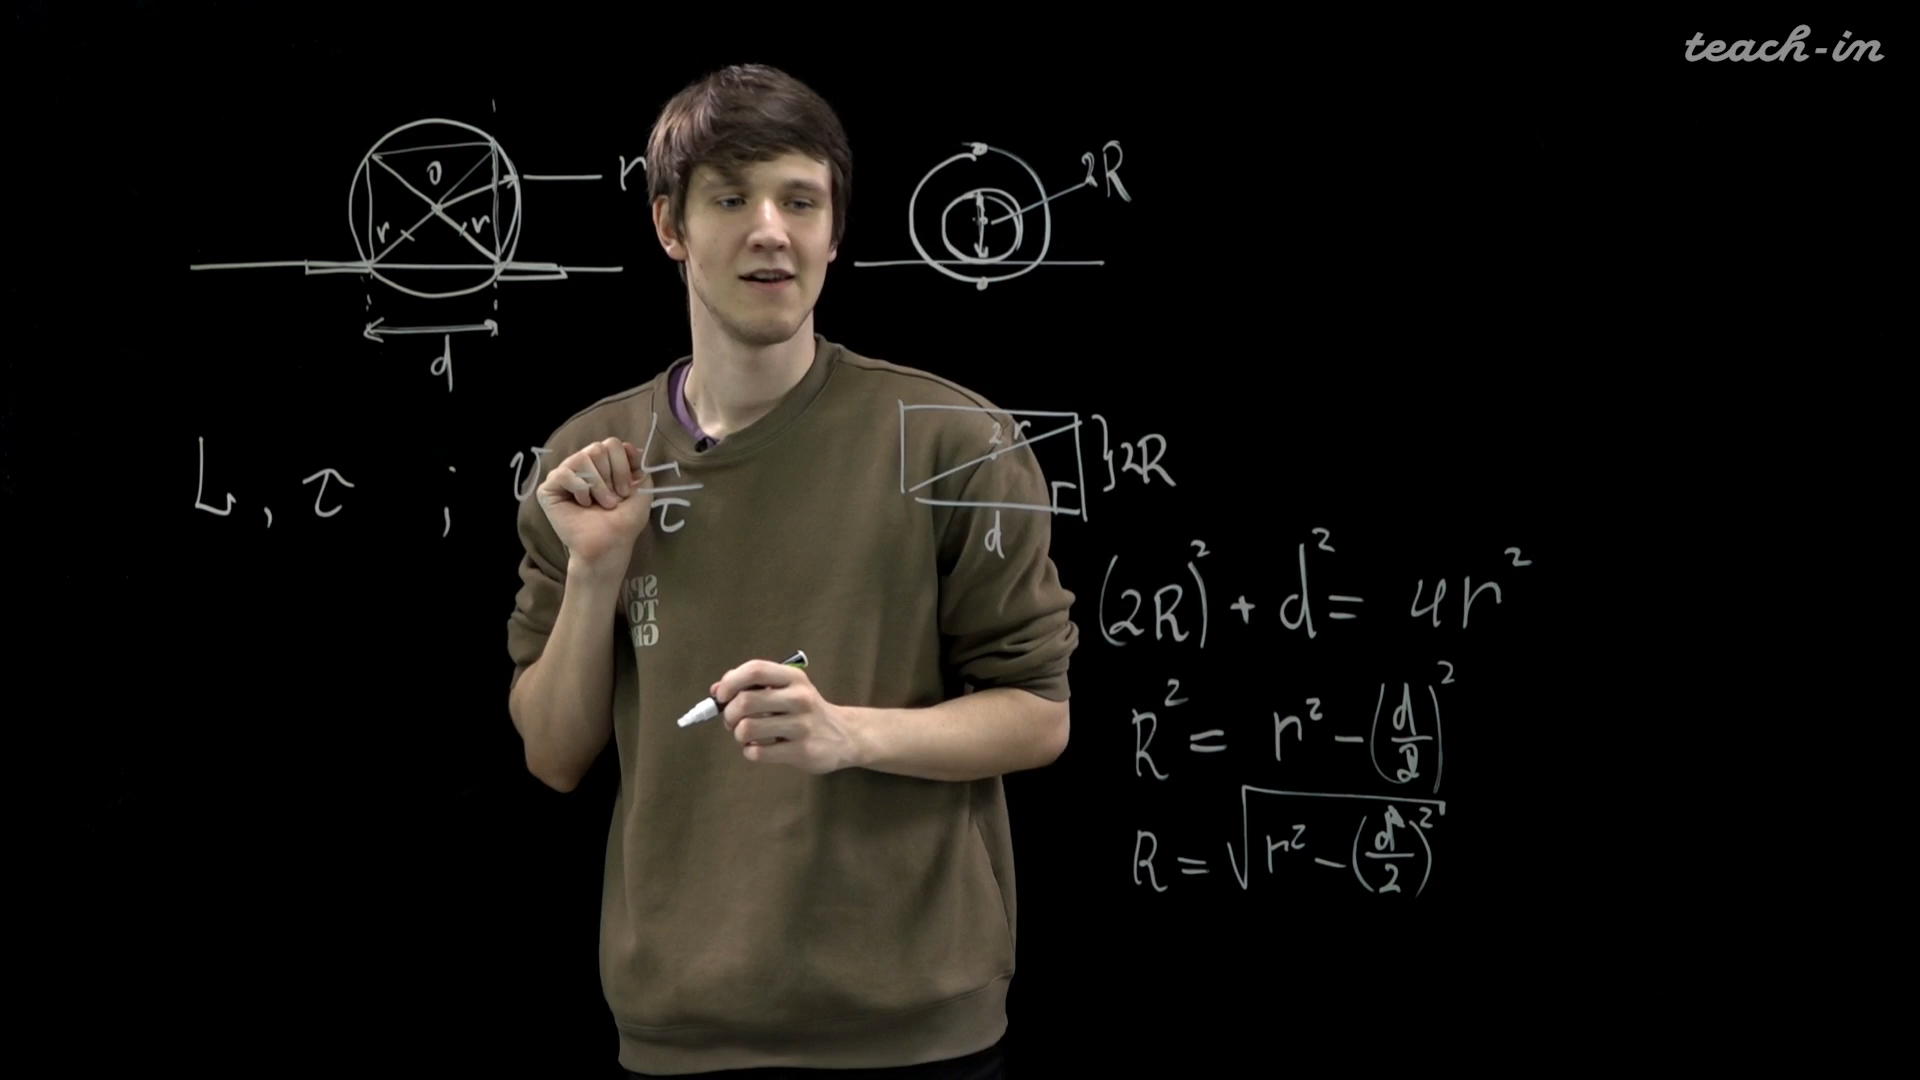 teach-in
O
r
r
r
d
2R
L, τ ; υ = L/τ
2r
}2R
d
(2R)² + d² = 4r²
R² = r² - (d/2)²
R = √(r² - (d/2)²)